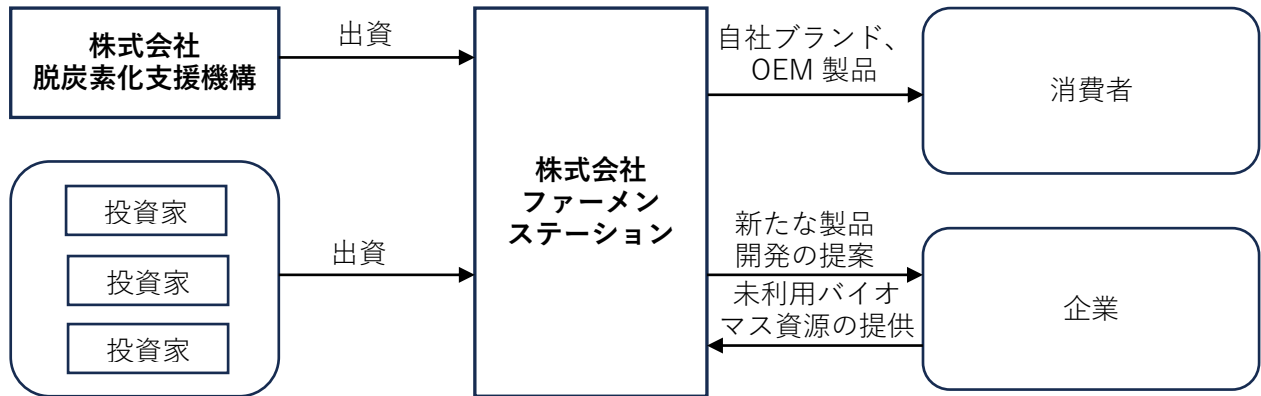 株式会社
脱炭素化支援機構
出資
投資家
投資家
投資家
出資
株式会社
ファーメン
ステーション
自社ブランド、
OEM 製品
消費者
新たな製品
開発の提案
未利用バイオ
マス資源の提供
企業